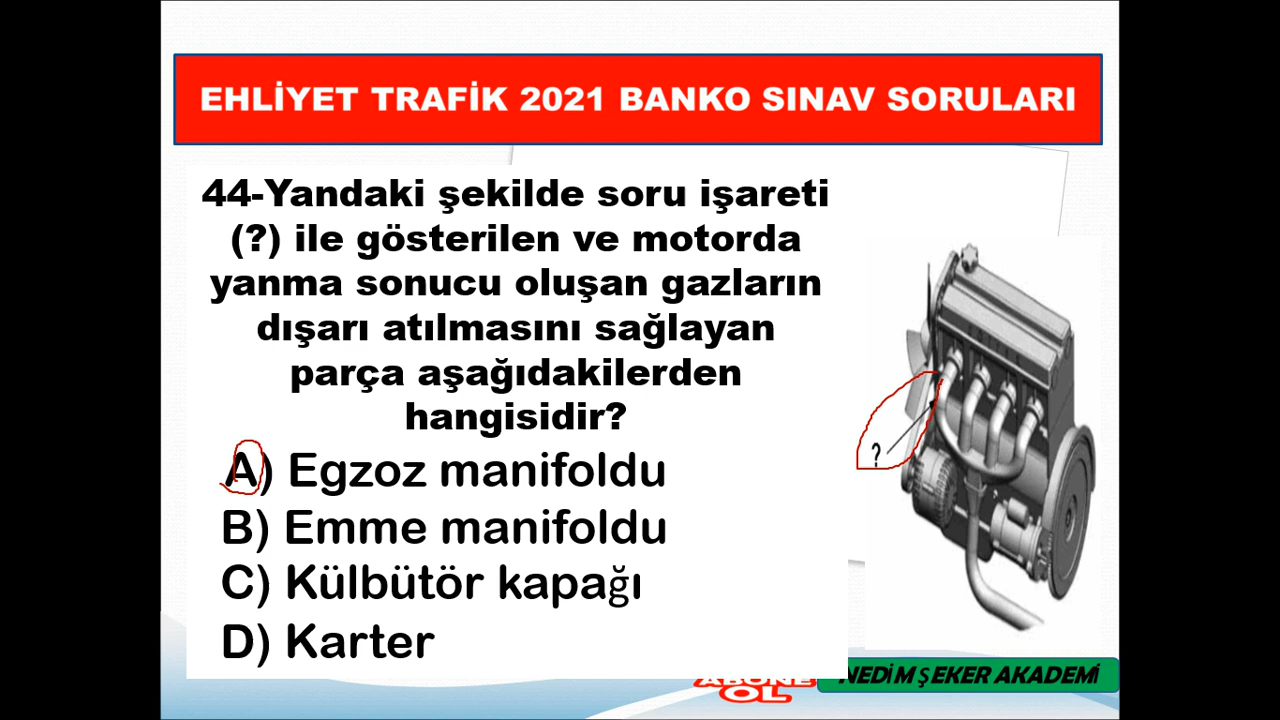 EHLİYET TRAFİK 2021 BANKO SINAV SORULARI
44-Yandaki şekilde soru işareti
(?) ile gösterilen ve motorda
yanma sonucu oluşan gazların
dışarı atılmasını sağlayan
parça aşağıdakilerden
hangisidir?
A) Egzoz manifoldu
B) Emme manifoldu
C) Külbütör kapağı
D) Karter
?
ABONE
OL
NEDİM ŞEKER AKADEMİ